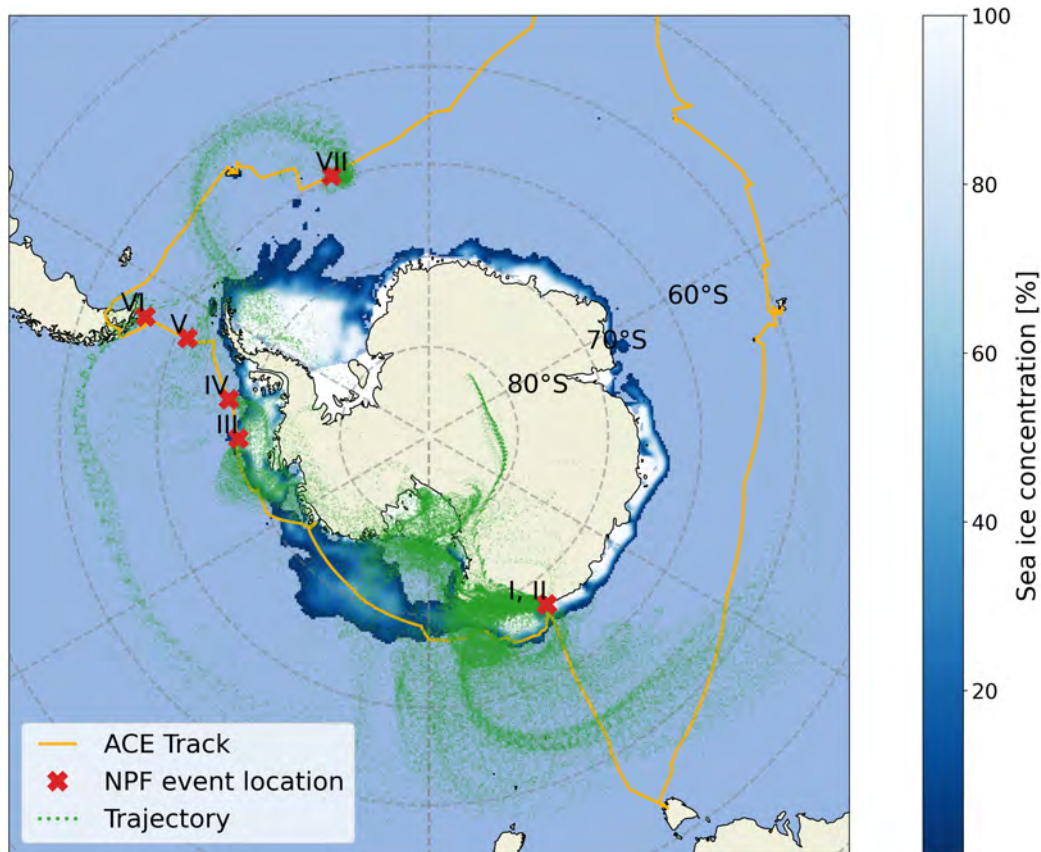 VII
60°S
VI
V
70°S
80°S
IV
III
I, II
ACE Track
NPF event location
Trajectory
100
80
60
40
20
Sea ice concentration [%]